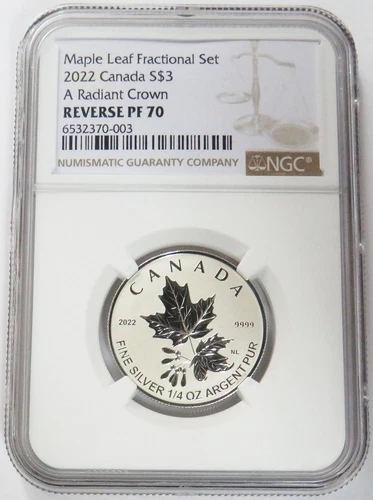 Maple Leaf Fractional Set
2022 Canada S$3
A Radiant Crown
REVERSE PF 70
6532370-003
NUMISMATIC GUARANTY COMPANY NGC®
CANADA
2022 9999
NL
FINE SILVER 1/4 OZ ARGENT PUR